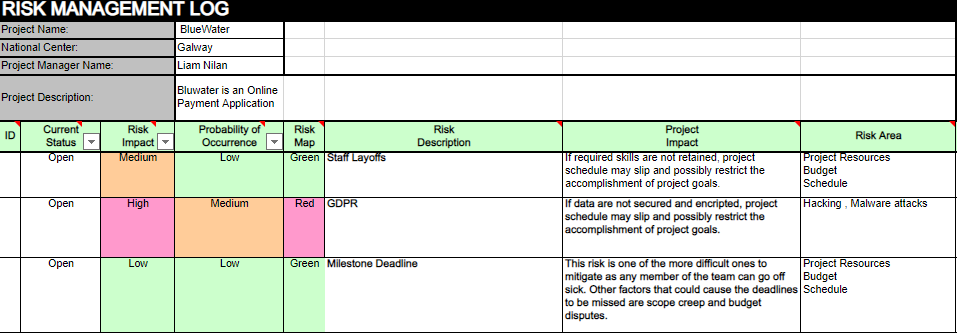 RISK MANAGEMENT LOG
Project Name: BlueWater
National Center: Galway
Project Manager Name: Liam Nilan
Project Description: Bluwater is an Online
Payment Application
ID Current Status Risk Impact Probability of Occurrence Risk Map Risk Description Project Impact Risk Area
Open Medium Low Green Staff Layoffs
If required skills are not retained, project
schedule may slip and possibly restrict the
accomplishment of project goals.
Project Resources
Budget
Schedule
Open High Medium Red GDPR
If data are not secured and encripted, project
schedule may slip and possibly restrict the
accomplishment of project goals.
Hacking , Malware attacks
Open Low Low Green Milestone Deadline
This risk is one of the more difficult ones to
mitigate as any member of the team can go off
sick. Other factors that could cause the deadlines
to be missed are scope creep and budget
disputes.
Project Resources
Budget
Schedule